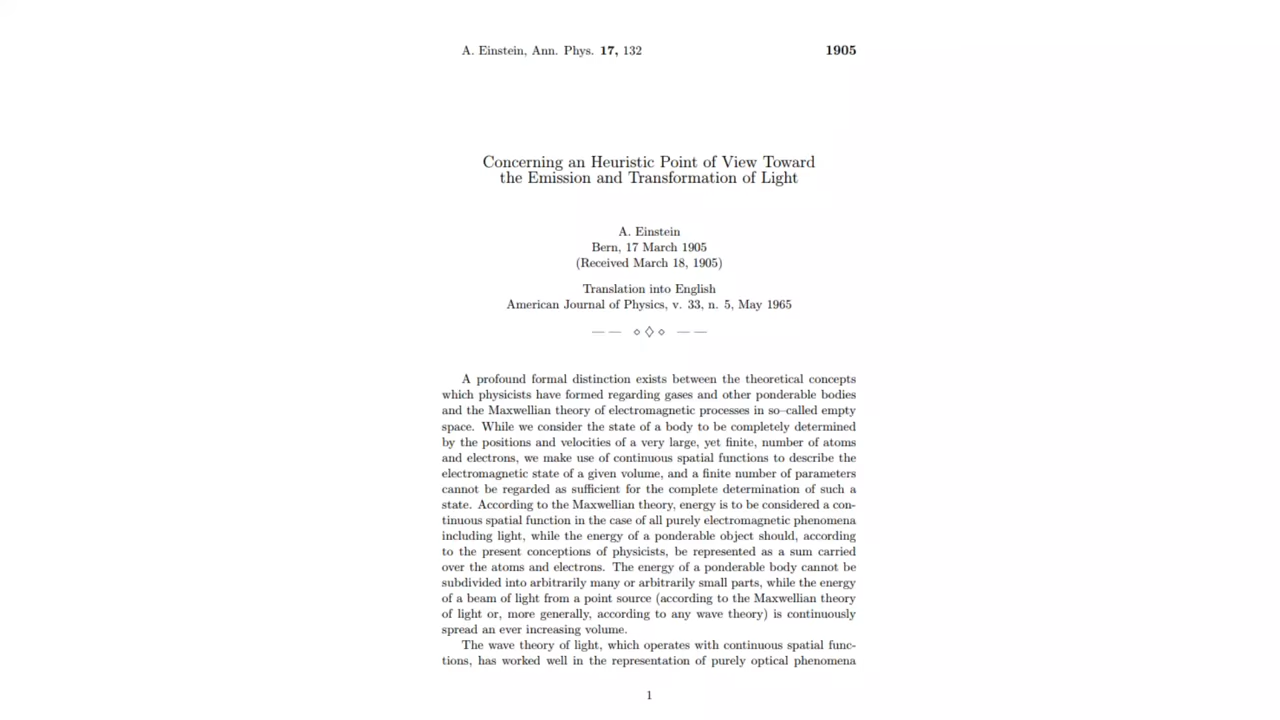 A. Einstein, Ann. Phys. 17, 132 1905
Concerning an Heuristic Point of View Toward
the Emission and Transformation of Light
A. Einstein
Bern, 17 March 1905
(Received March 18, 1905)
Translation into English
American Journal of Physics, v. 33, n. 5, May 1965
A profound formal distinction exists between the theoretical concepts
which physicists have formed regarding gases and other ponderable bodies
and the Maxwellian theory of electromagnetic processes in so–called empty
space. While we consider the state of a body to be completely determined
by the positions and velocities of a very large, yet finite, number of atoms
and electrons, we make use of continuous spatial functions to describe the
electromagnetic state of a given volume, and a finite number of parameters
cannot be regarded as sufficient for the complete determination of such a
state. According to the Maxwellian theory, energy is to be considered a con-
tinuous spatial function in the case of all purely electromagnetic phenomena
including light, while the energy of a ponderable object should, according
to the present conceptions of physicists, be represented as a sum carried
over the atoms and electrons. The energy of a ponderable body cannot be
subdivided into arbitrarily many or arbitrarily small parts, while the energy
of a beam of light from a point source (according to the Maxwellian theory
of light or, more generally, according to any wave theory) is continuously
spread an ever increasing volume.
The wave theory of light, which operates with continuous spatial func-
tions, has worked well in the representation of purely optical phenomena
1